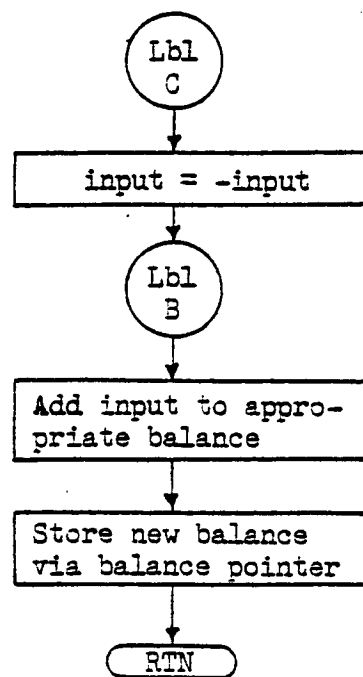 Lbl
C
input = -input
Lbl
B
Add input to appro-
priate balance
Store new balance
via balance pointer
RTN